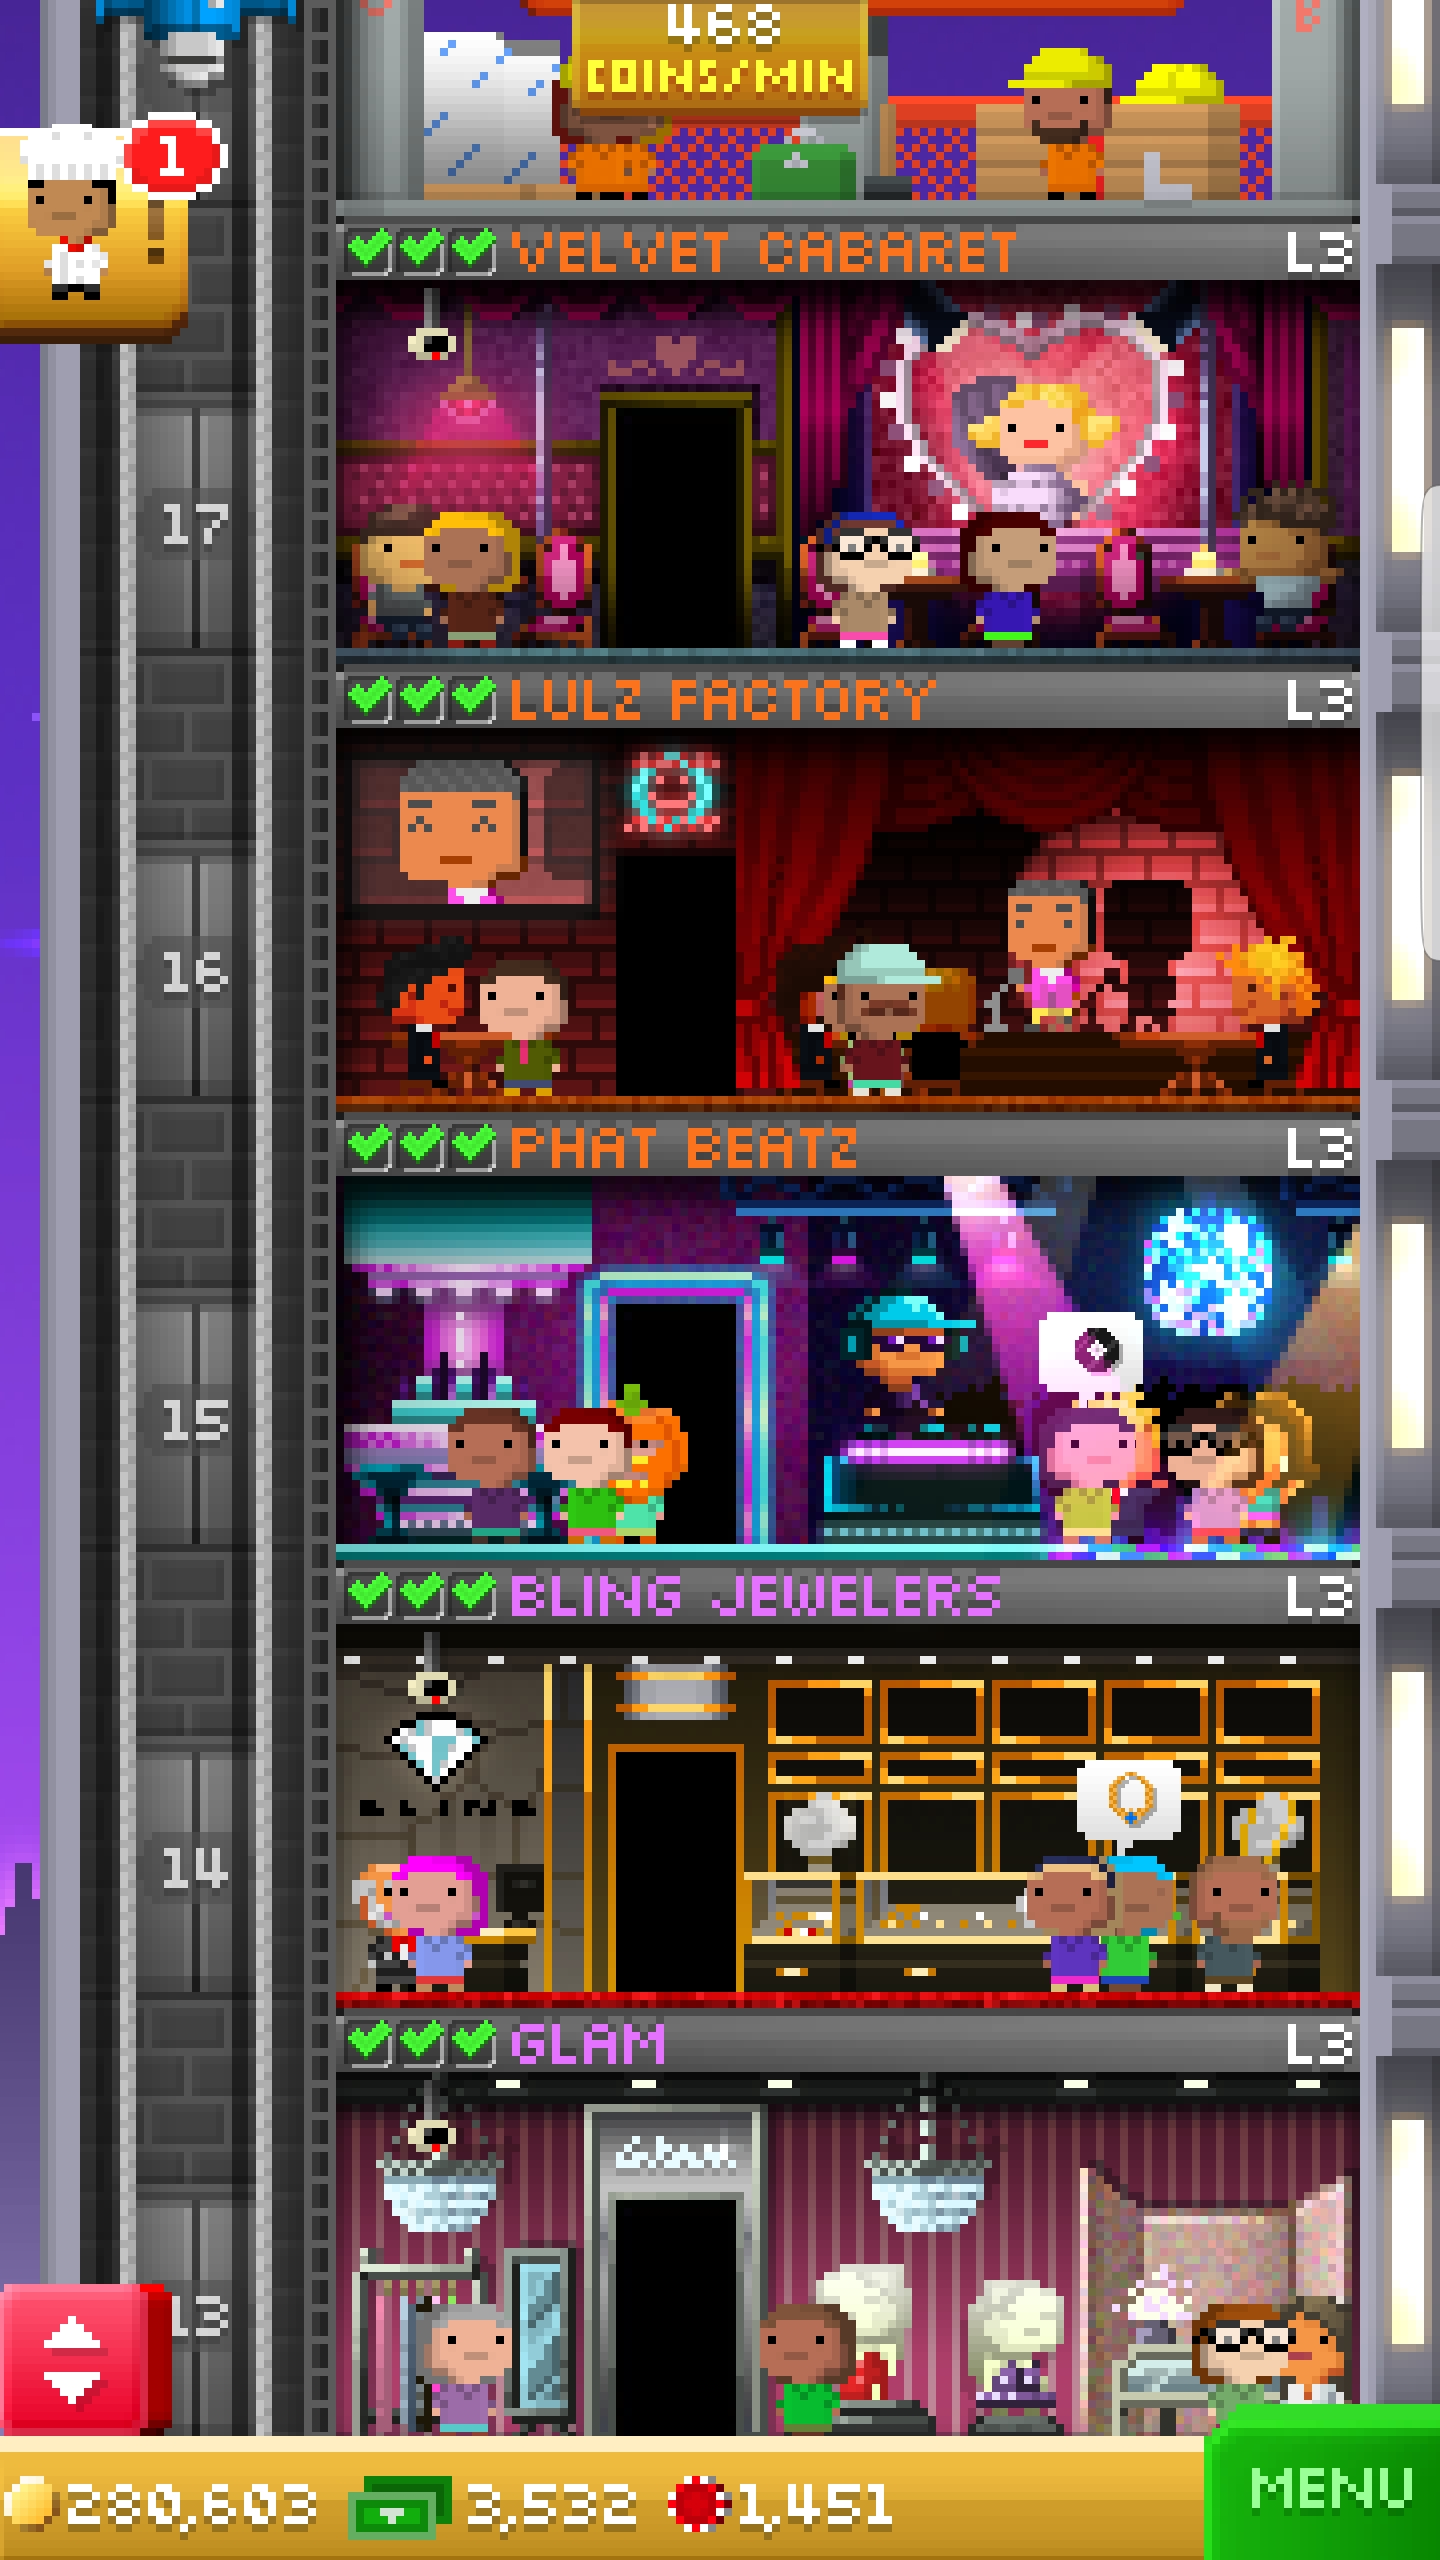 468
COINS/MIN
1
VELVET CABARET L3
17
LULZ FACTORY L3
16
PHAT BEATZ L3
15
BLING JEWELERS L3
BLING
14
GLAM L3
Glam
13
280,603 3,532 1,451
MENU